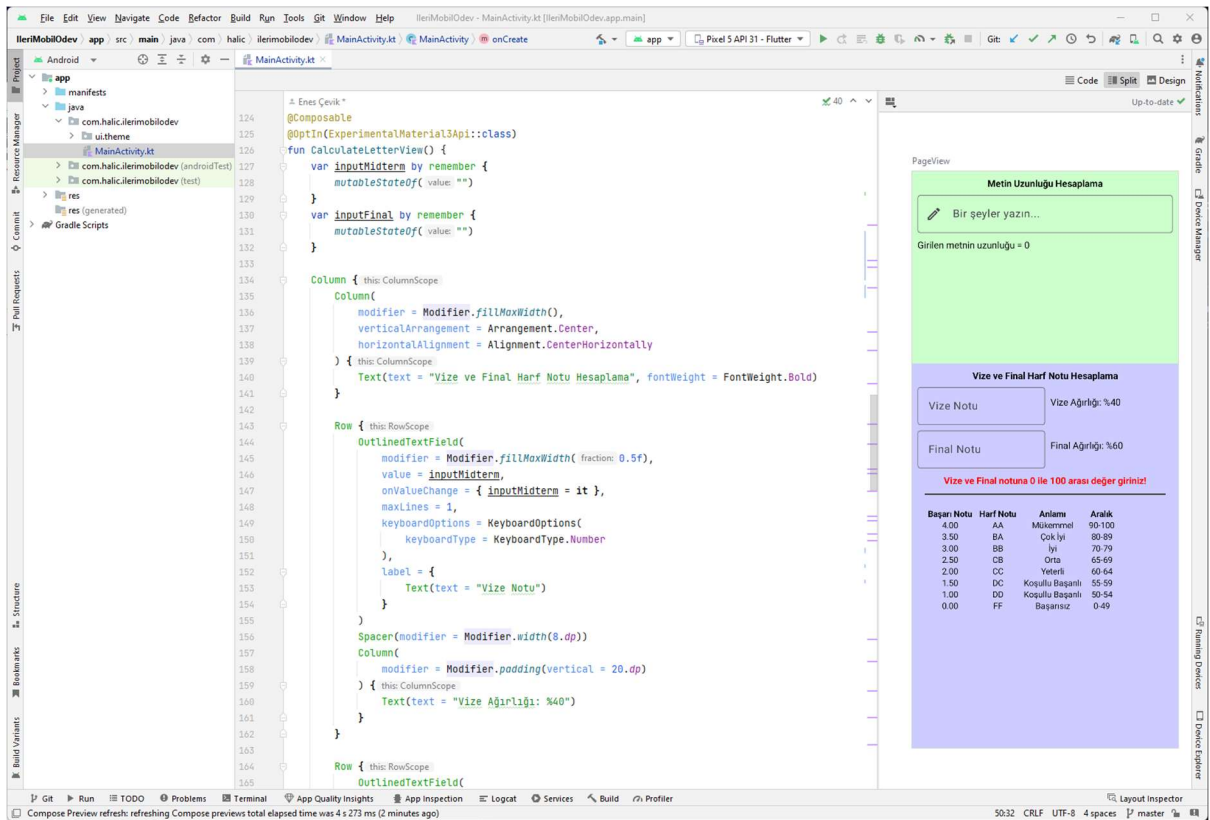 File Edit View Navigate Code Refactor Build Run Tools Git Window Help IleriMobilOdev - MainActivity.kt [IleriMobilOdev.app.main]
IleriMobilOdev app src main java com halic ilerimobilodev MainActivity.kt MainActivity onCreate app Pixel 5 API 31 - Flutter Git:
Project
Resource Manager
Commit
Pull Requests
Structure
Bookmarks
Build Variants
Android
app
manifests
java
com.halic.ilerimobilodev
ui.theme
MainActivity.kt
com.halic.ilerimobilodev (androidTest)
com.halic.ilerimobilodev (test)
res
res (generated)
Gradle Scripts
MainActivity.kt
Code Split Design
Enes Çevik *
40
124 @Composable
125 @OptIn(ExperimentalMaterial3Api::class)
126 fun CalculateLetterView() {
127 var inputMidterm by remember {
128 mutableStateOf( value: "")
129 }
130 var inputFinal by remember {
131 mutableStateOf( value: "")
132 }
133
134 Column { this: ColumnScope
135 Column(
136 modifier = Modifier.fillMaxWidth(),
137 verticalArrangement = Arrangement.Center,
138 horizontalAlignment = Alignment.CenterHorizontally
139 ) { this: ColumnScope
140 Text(text = "Vize ve Final Harf Notu Hesaplama", fontWeight = FontWeight.Bold)
141 }
142
143 Row { this: RowScope
144 OutlinedTextField(
145 modifier = Modifier.fillMaxWidth( fraction: 0.5f),
146 value = inputMidterm,
147 onValueChange = { inputMidterm = it },
148 maxLines = 1,
149 keyboardOptions = KeyboardOptions(
150 keyboardType = KeyboardType.Number
151 ),
152 label = {
153 Text(text = "Vize Notu")
154 }
155 )
156 Spacer(modifier = Modifier.width(8.dp))
157 Column(
158 modifier = Modifier.padding(vertical = 20.dp)
159 ) { this: ColumnScope
160 Text(text = "Vize Ağırlığı: %40")
161 }
162 }
163
164 Row { this: RowScope
165 OutlinedTextField(
Up-to-date
PageView
Metin Uzunluğu Hesaplama
Bir şeyler yazın...
Girilen metnin uzunluğu = 0
Vize ve Final Harf Notu Hesaplama
Vize Notu Vize Ağırlığı: %40
Final Notu Final Ağırlığı: %60
Vize ve Final notuna 0 ile 100 arası değer giriniz!
Başarı Notu Harf Notu Anlamı Aralık
4.00 AA Mükemmel 90-100
3.50 BA Çok İyi 80-89
3.00 BB İyi 70-79
2.50 CB Orta 65-69
2.00 CC Yeterli 60-64
1.50 DC Koşullu Başarılı 55-59
1.00 DD Koşullu Başarılı 50-54
0.00 FF Başarısız 0-49
Notifications
Gradle
Device Manager
Running Devices
Device Explorer
Git Run TODO Problems Terminal App Quality Insights App Inspection Logcat Services Build Profiler Layout Inspector
Compose Preview refresh: refreshing Compose previews total elapsed time was 4 s 273 ms (2 minutes ago) 50:32 CRLF UTF-8 4 spaces master